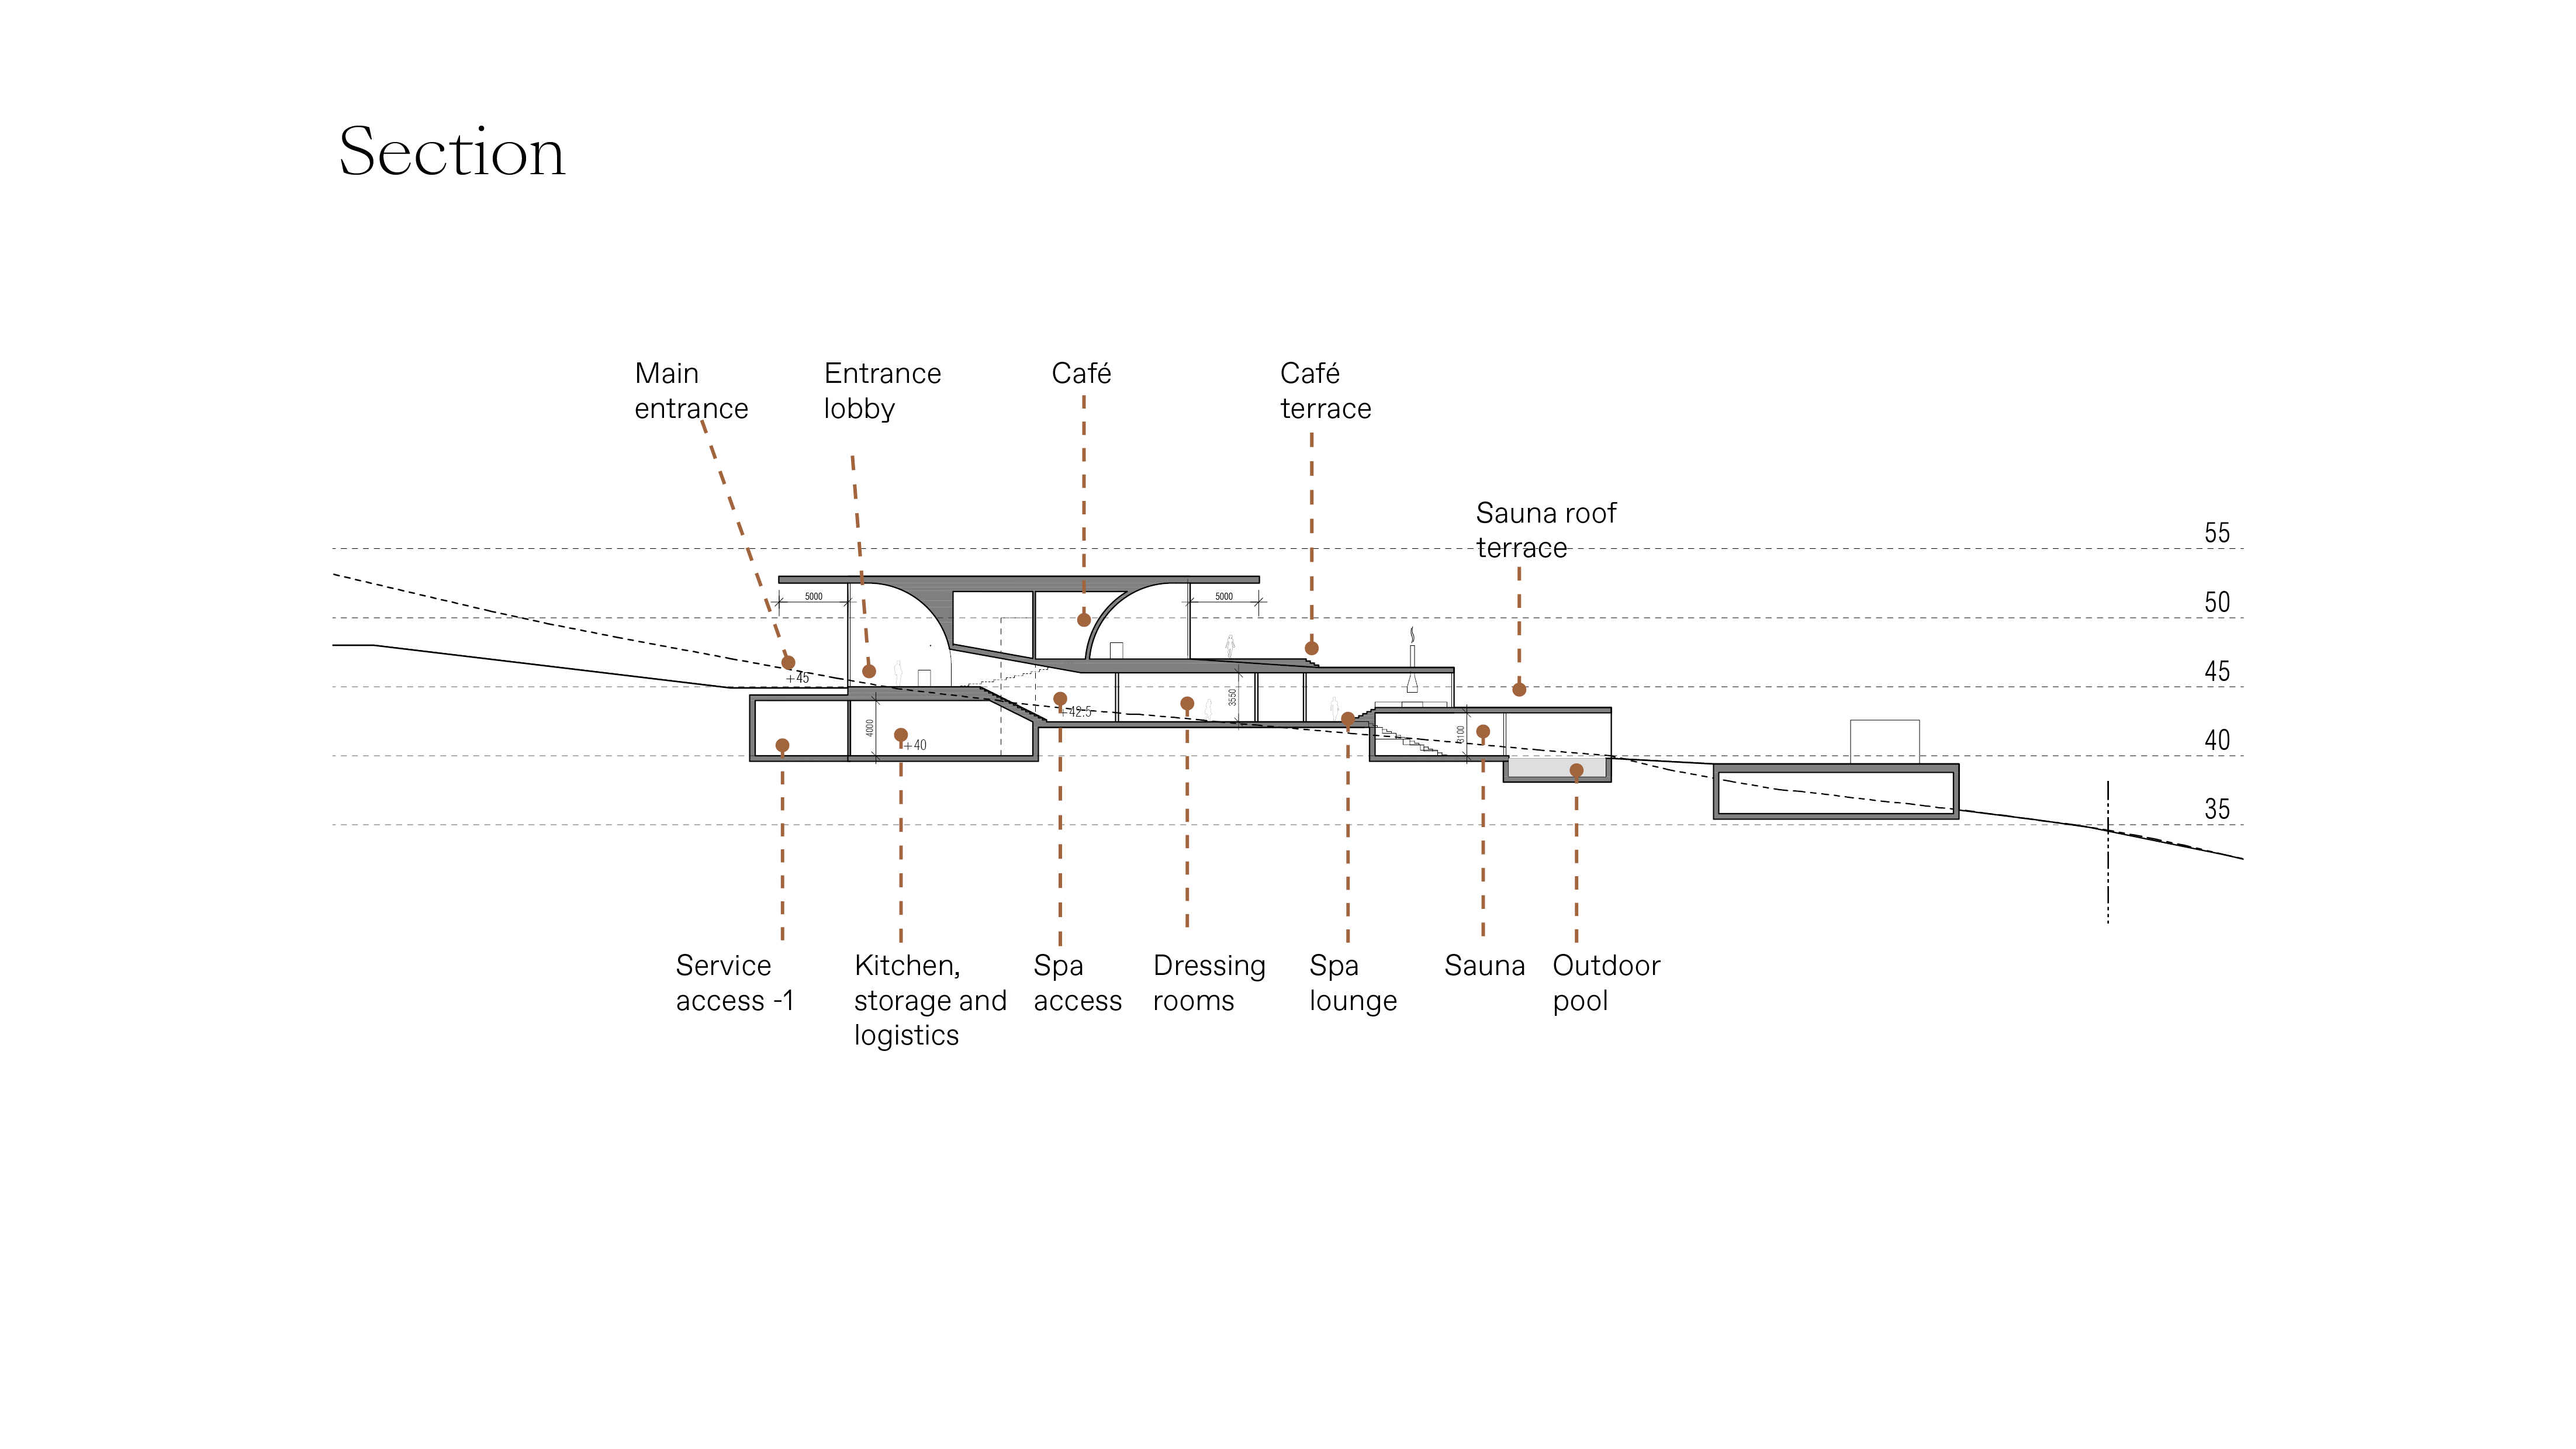 Section
Main
entrance
Entrance
lobby
Café
Café
terrace
Sauna roof
terrace
55
50
45
40
35
5000
5000
+45
+42.5
3550
4000
+40
3100
Service
access -1
Kitchen,
storage and
logistics
Spa
access
Dressing
rooms
Spa
lounge
Sauna
Outdoor
pool